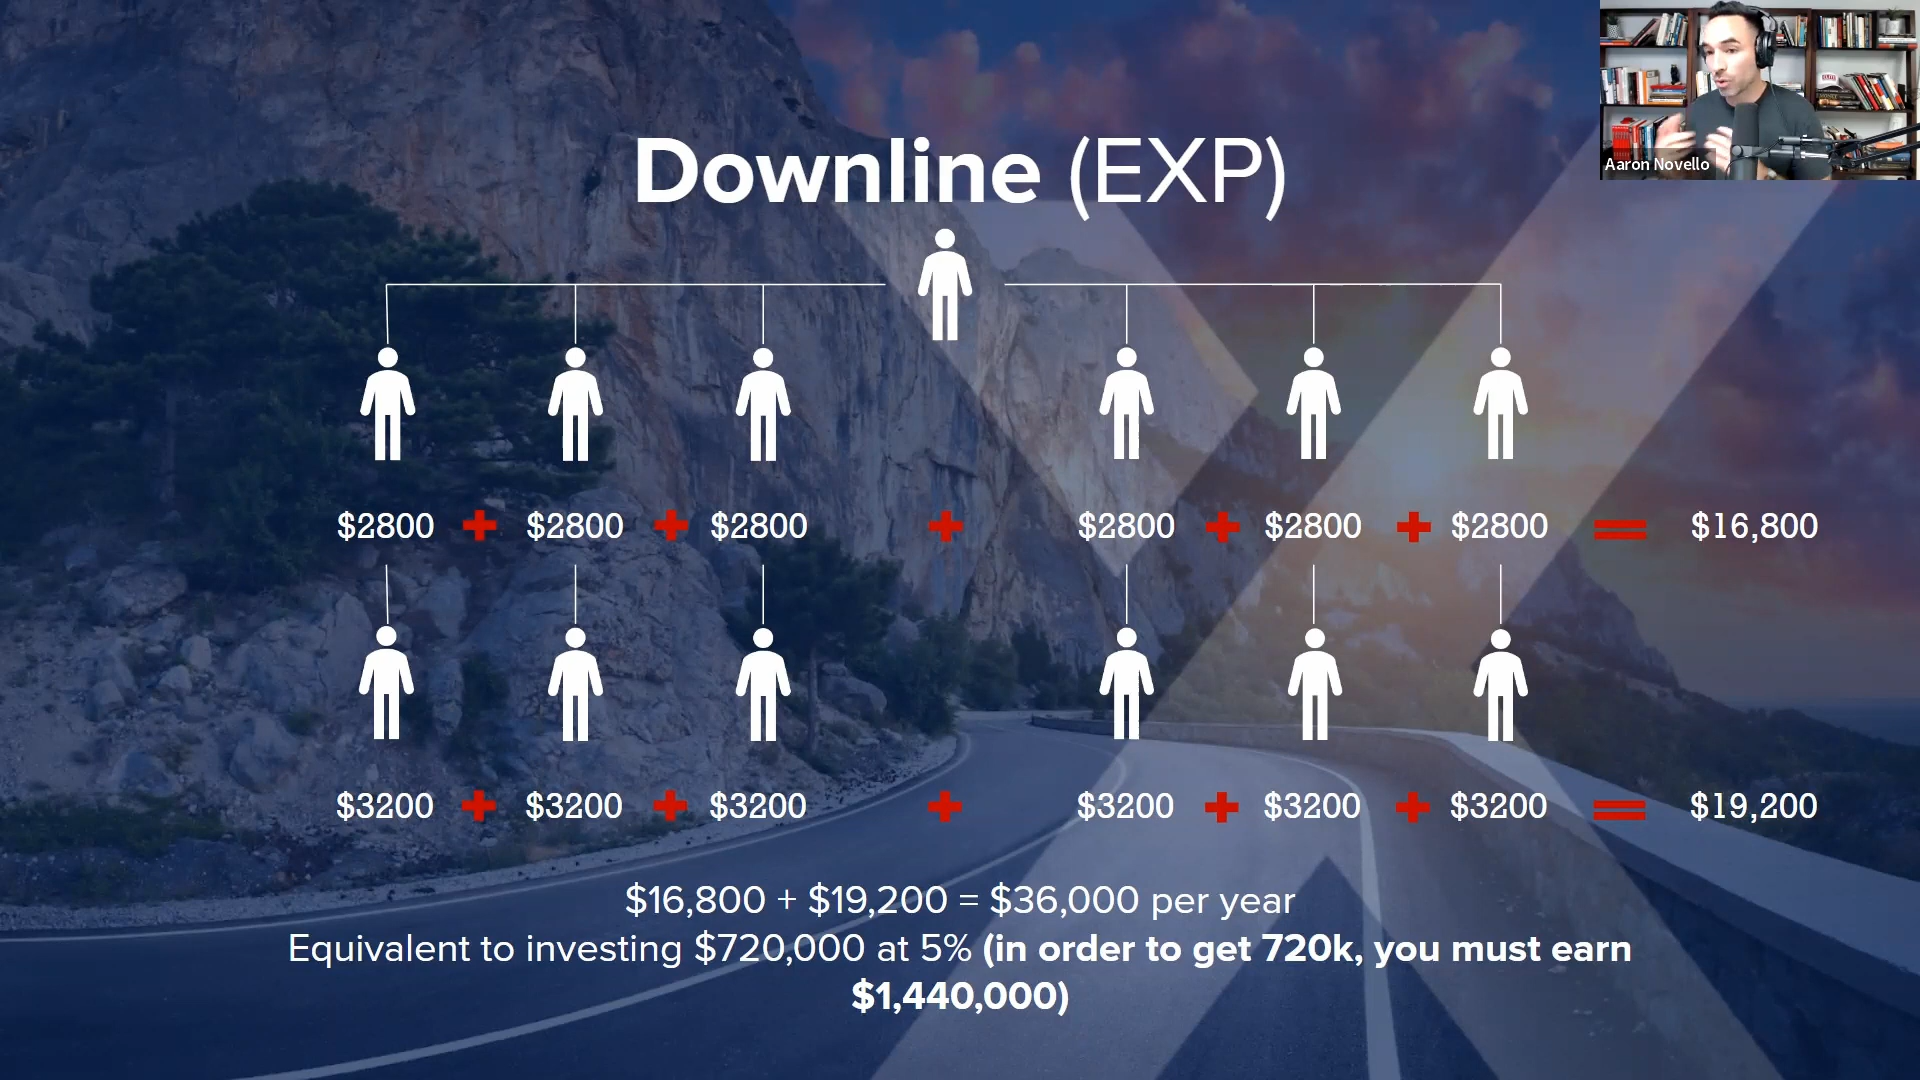 Aaron Novello
Downline (EXP)
$2800 + $2800 + $2800 + $2800 + $2800 + $2800 = $16,800
$3200 + $3200 + $3200 + $3200 + $3200 + $3200 = $19,200
$16,800 + $19,200 = $36,000 per year
Equivalent to investing $720,000 at 5% (in order to get 720k, you must earn
$1,440,000)